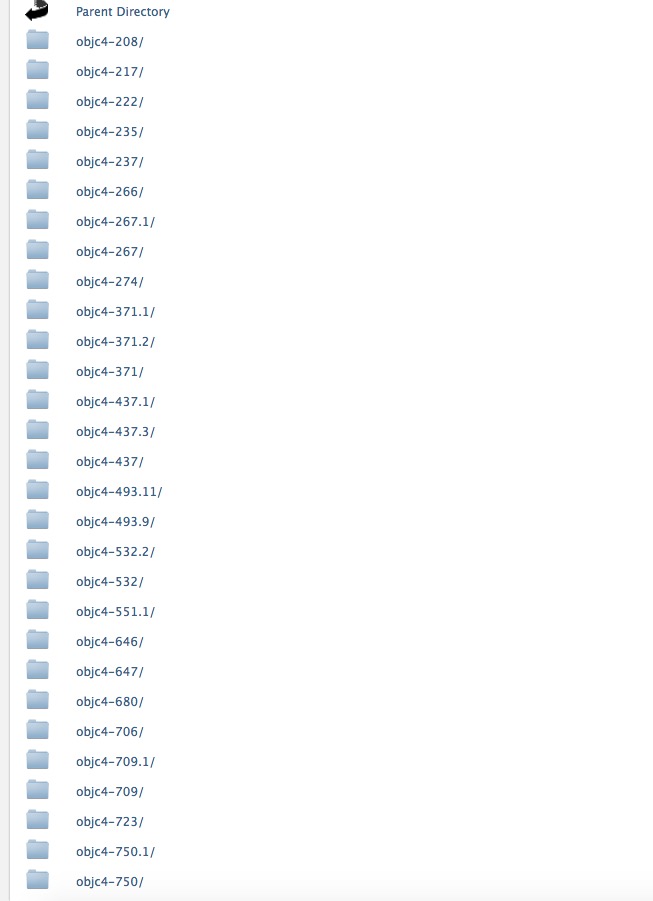 Parent Directory
objc4-208/
objc4-217/
objc4-222/
objc4-235/
objc4-237/
objc4-266/
objc4-267.1/
objc4-267/
objc4-274/
objc4-371.1/
objc4-371.2/
objc4-371/
objc4-437.1/
objc4-437.3/
objc4-437/
objc4-493.11/
objc4-493.9/
objc4-532.2/
objc4-532/
objc4-551.1/
objc4-646/
objc4-647/
objc4-680/
objc4-706/
objc4-709.1/
objc4-709/
objc4-723/
objc4-750.1/
objc4-750/